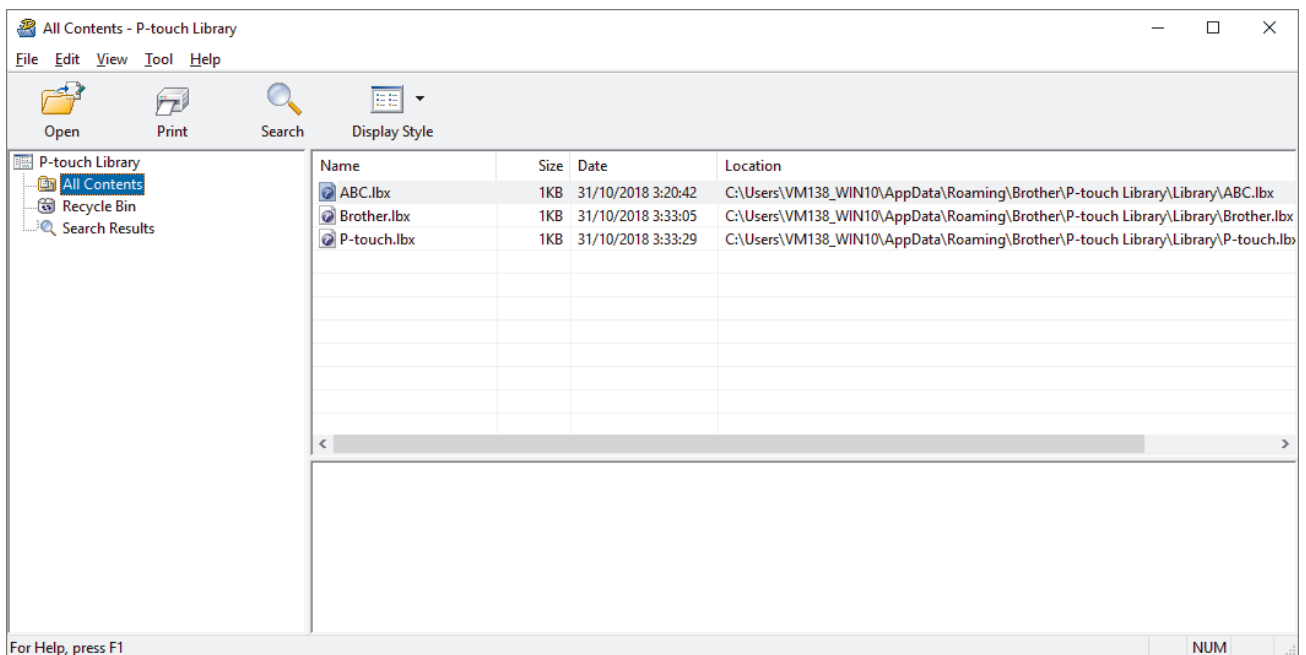 All Contents - P-touch Library
File Edit View Tool Help
Open Print Search Display Style
P-touch Library
All Contents
Recycle Bin
Search Results
Name Size Date Location
ABC.lbx 1KB 31/10/2018 3:20:42 C:\Users\VM138_WIN10\AppData\Roaming\Brother\P-touch Library\Library\ABC.lbx
Brother.lbx 1KB 31/10/2018 3:33:05 C:\Users\VM138_WIN10\AppData\Roaming\Brother\P-touch Library\Library\Brother.lbx
P-touch.lbx 1KB 31/10/2018 3:33:29 C:\Users\VM138_WIN10\AppData\Roaming\Brother\P-touch Library\Library\P-touch.lbx
For Help, press F1 NUM